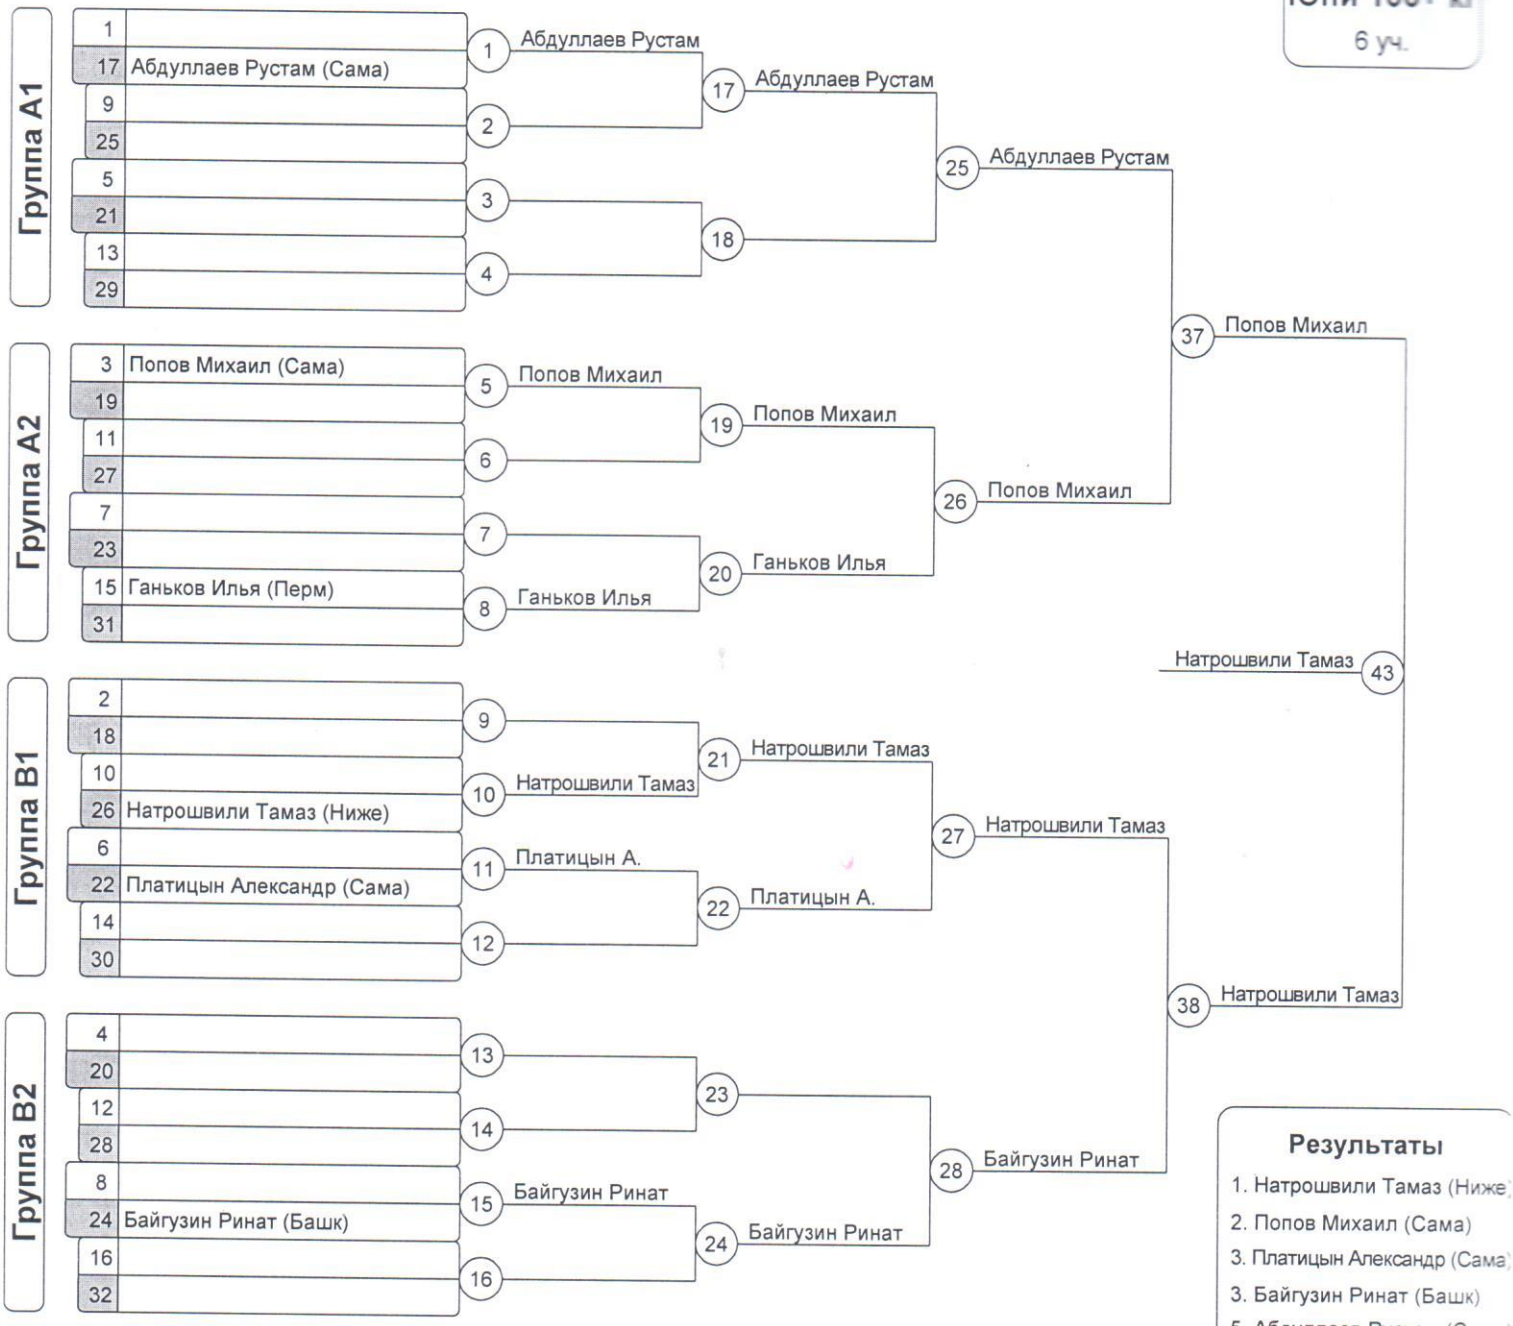 6 уч.
Группа A1
1
17 Абдуллаев Рустам (Сама)
9
25
5
21
13
29
1 Абдуллаев Рустам
2
3
4
17 Абдуллаев Рустам
18
25 Абдуллаев Рустам
Группа A2
3 Попов Михаил (Сама)
19
11
27
7
23
15 Ганьков Илья (Перм)
31
5 Попов Михаил
6
7
8 Ганьков Илья
19 Попов Михаил
20 Ганьков Илья
26 Попов Михаил
37 Попов Михаил
Натрошвили Тамаз 43
Группа B1
2
18
10
26 Натрошвили Тамаз (Ниже)
6
22 Платицын Александр (Сама)
14
30
9
10 Натрошвили Тамаз
11 Платицын А.
12
21 Натрошвили Тамаз
22 Платицын А.
27 Натрошвили Тамаз
38 Натрошвили Тамаз
Группа B2
4
20
12
28
8
24 Байгузин Ринат (Башк)
16
32
13
14
15 Байгузин Ринат
16
23
24 Байгузин Ринат
28 Байгузин Ринат
Результаты
1. Натрошвили Тамаз (Ниже)
2. Попов Михаил (Сама)
3. Платицын Александр (Сама)
3. Байгузин Ринат (Башк)